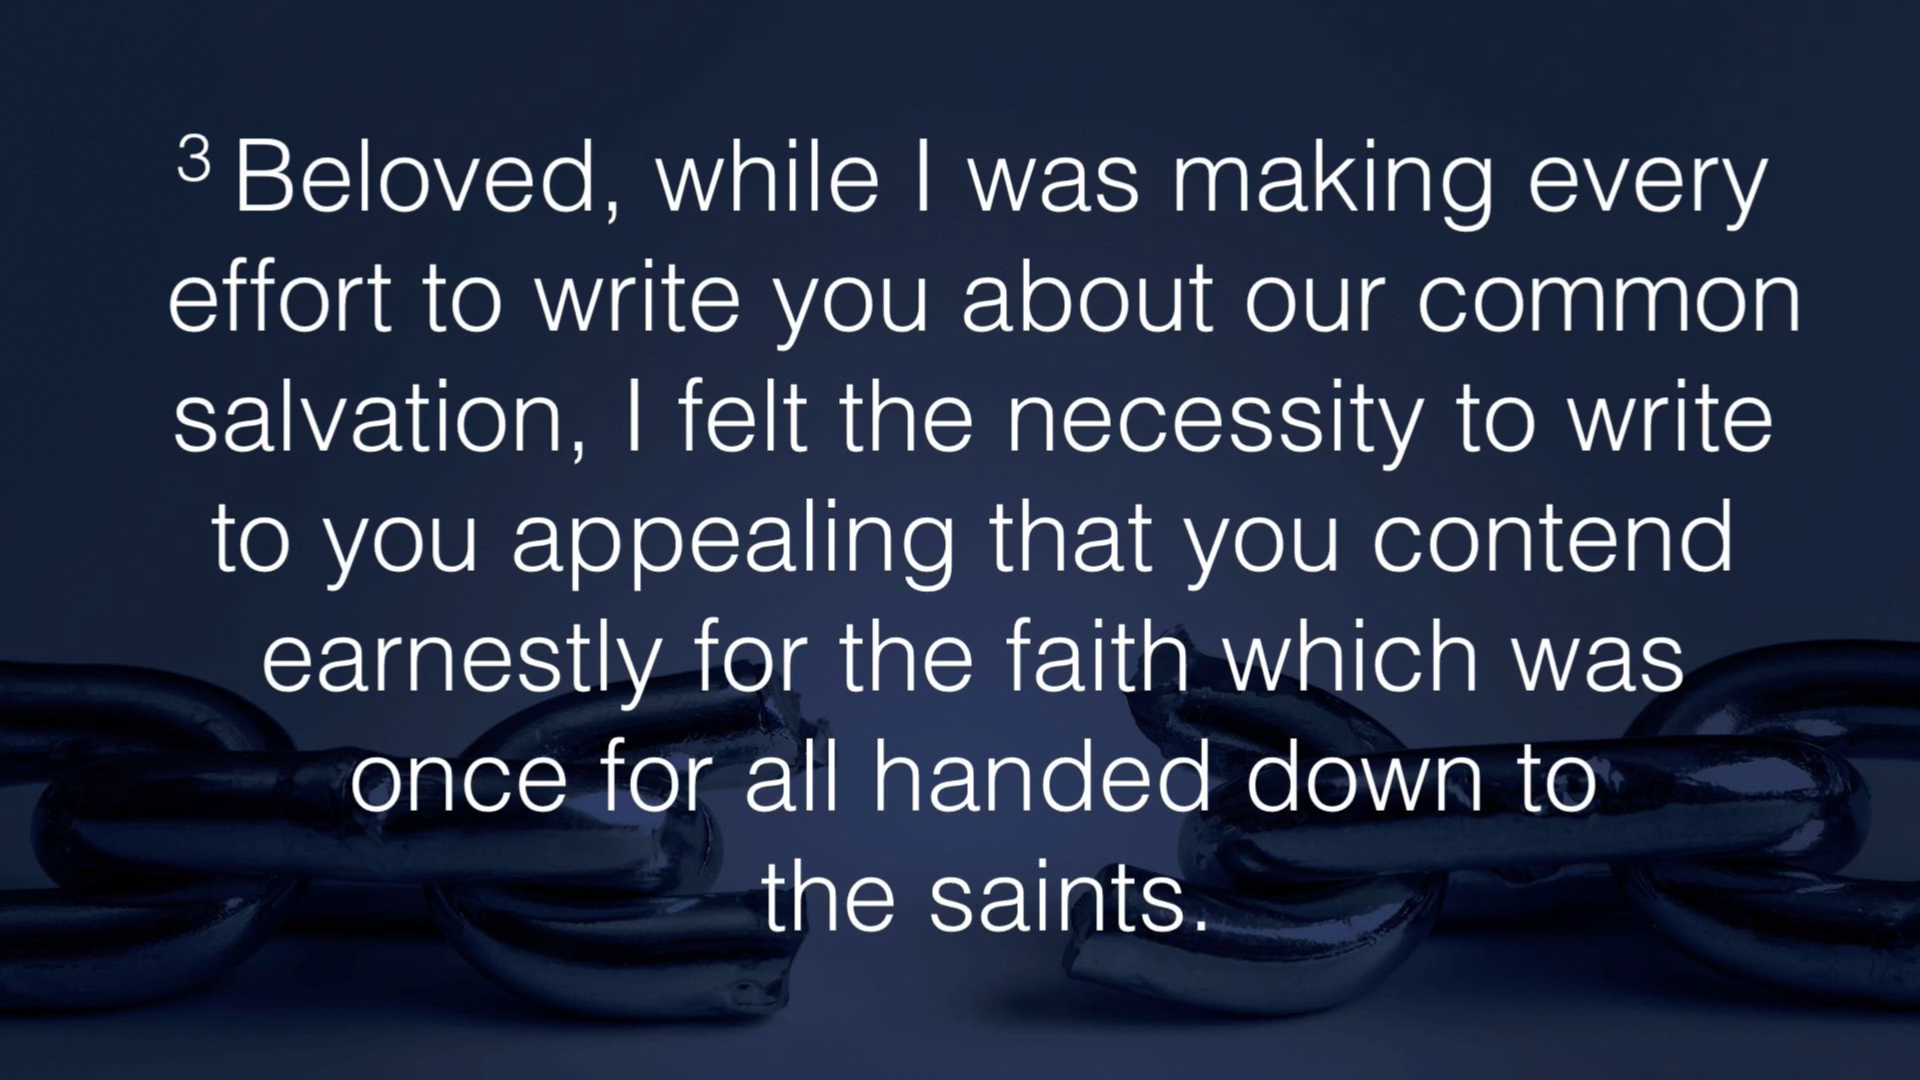 3 Beloved, while I was making every
effort to write you about our common
salvation, I felt the necessity to write
to you appealing that you contend
earnestly for the faith which was
once for all handed down to
the saints.